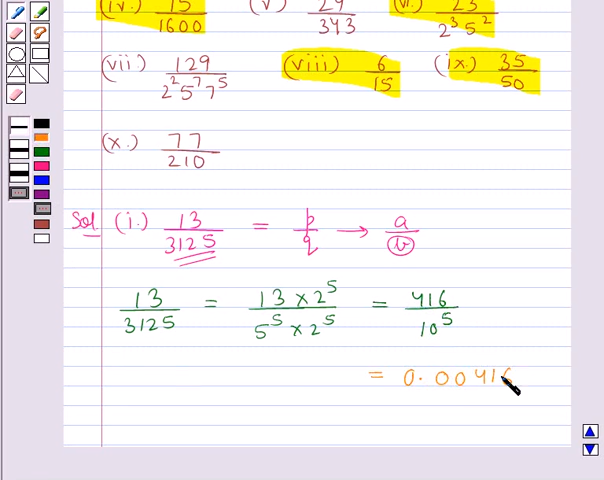 (iv.) 15/1600 (v) 29/343 (vi.) 23/2³5²
(vii) 129/2²5⁷7⁵ (viii) 6/15 (ix.) 35/50
(x.) 77/210
Sol (i.) 13/3125 = p/q → a/b
13/3125 = 13 × 2⁵/5⁵ × 2⁵ = 416/10⁵
= 0.00416